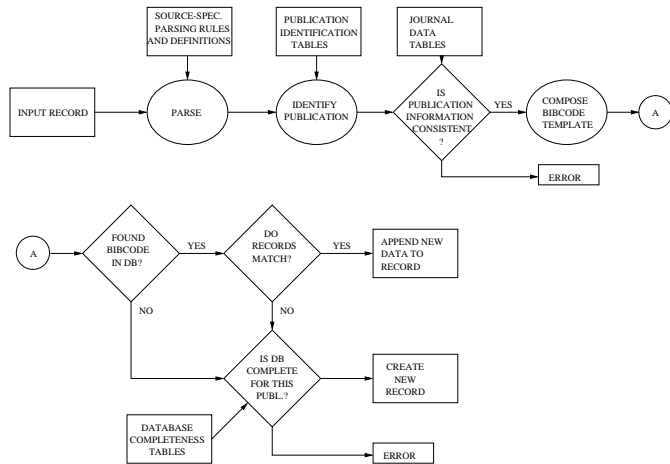 SOURCE-SPEC.
PARSING RULES
AND DEFINITIONS
PUBLICATION
IDENTIFICATION
TABLES
JOURNAL
DATA
TABLES
INPUT RECORD
PARSE
IDENTIFY
PUBLICATION
IS
PUBLICATION
INFORMATION
CONSISTENT
?
YES
COMPOSE
BIBCODE
TEMPLATE
A
ERROR
A
FOUND
BIBCODE
IN DB?
YES
DO
RECORDS
MATCH?
YES
APPEND NEW
DATA TO
RECORD
NO
NO
IS DB
COMPLETE
FOR THIS
PUBL.?
CREATE
NEW
RECORD
DATABASE
COMPLETENESS
TABLES
ERROR